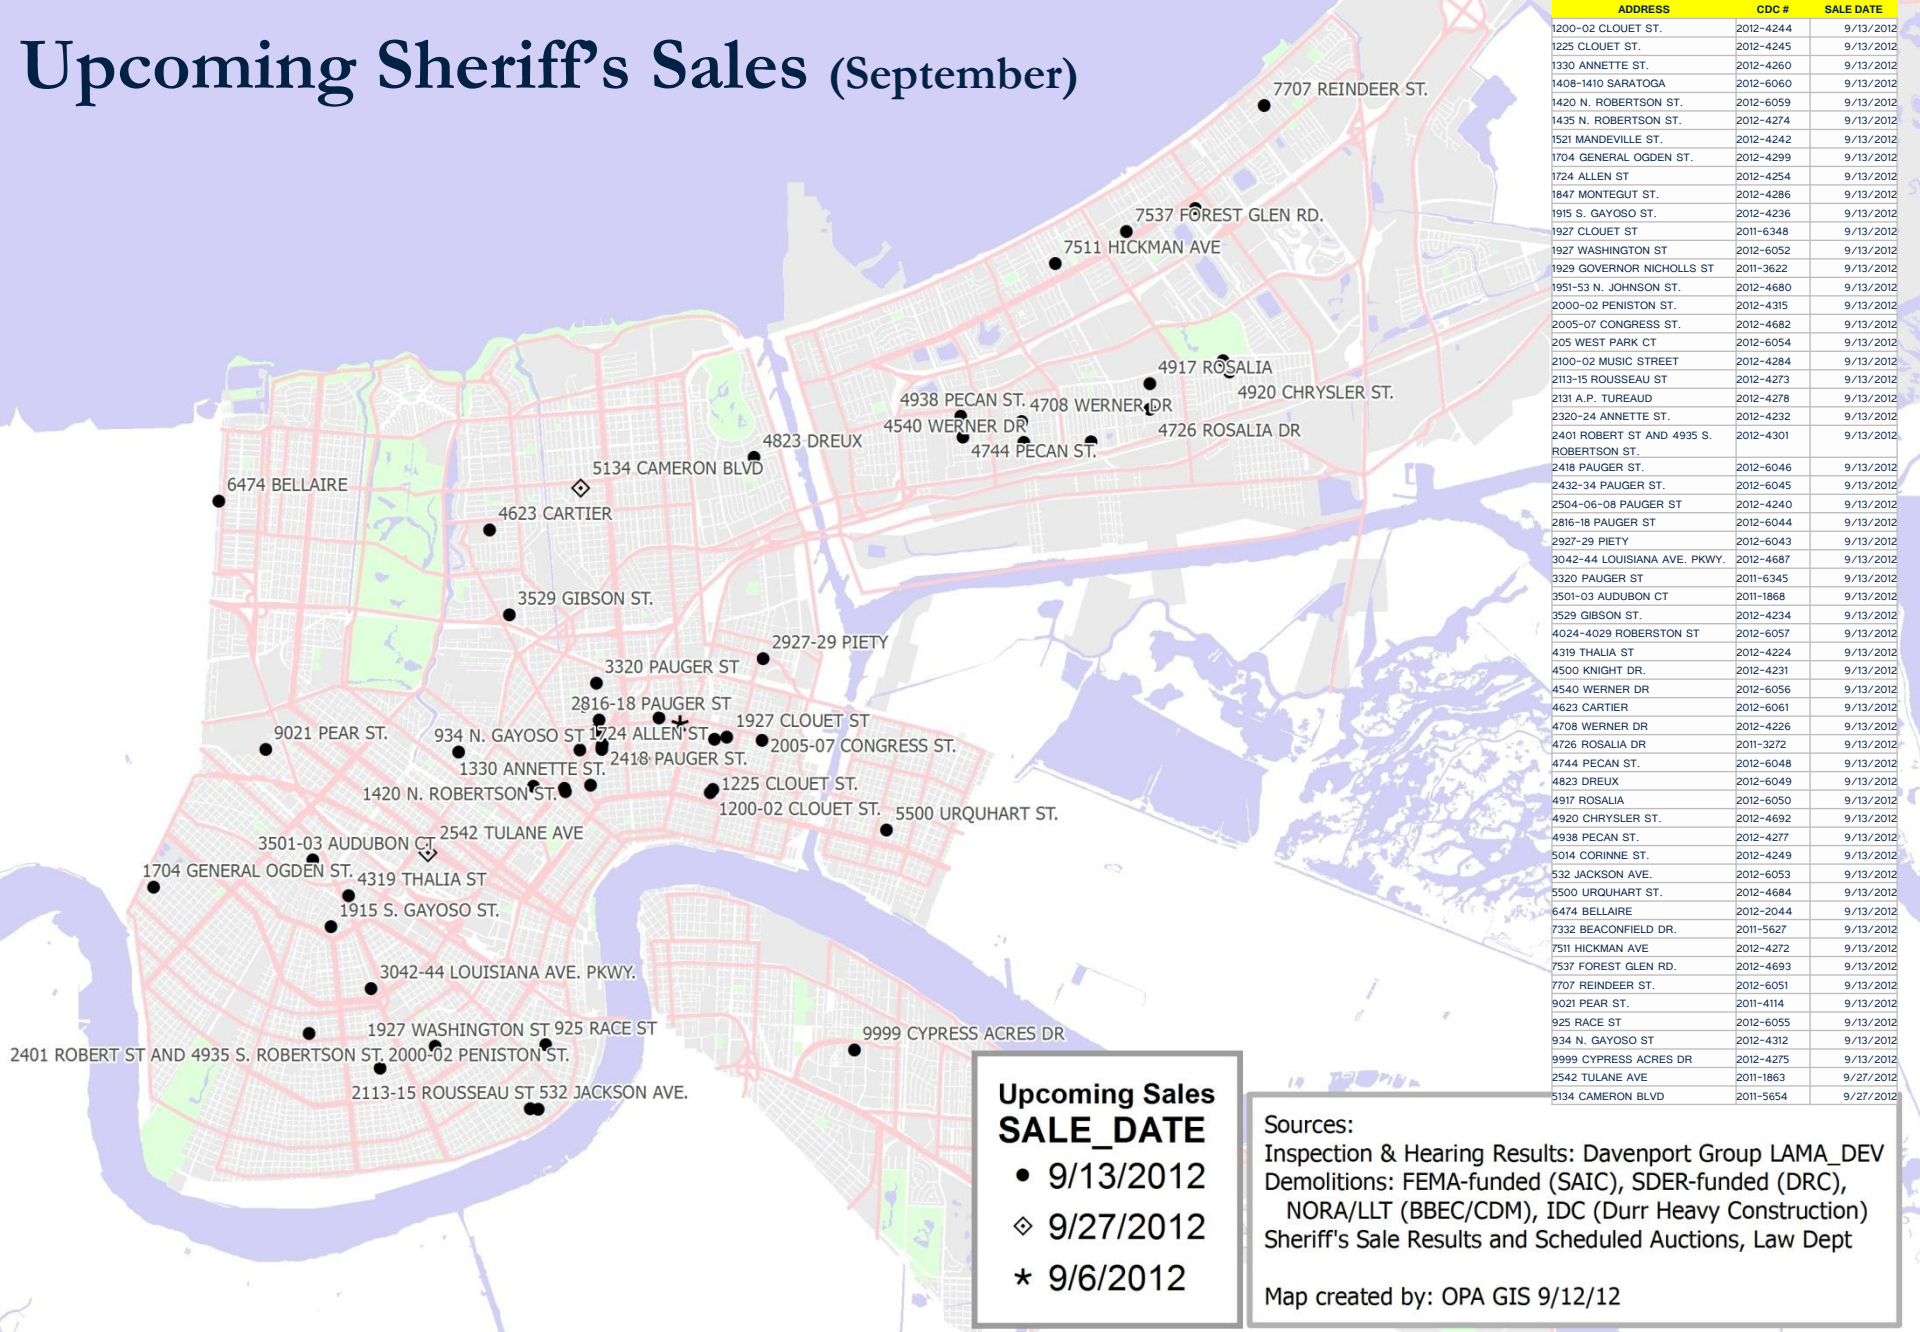 Upcoming Sheriff's Sales (September)
7707 REINDEER ST.
7537 FOREST GLEN RD.
7511 HICKMAN AVE
4917 ROSALIA
4920 CHRYSLER ST.
4938 PECAN ST.
4708 WERNER DR
4540 WERNER DR
4726 ROSALIA DR
4744 PECAN ST.
4823 DREUX
5134 CAMERON BLVD
6474 BELLAIRE
4623 CARTIER
3529 GIBSON ST.
2927-29 PIETY
3320 PAUGER ST
2816-18 PAUGER ST
1927 CLOUET ST
9021 PEAR ST.
934 N. GAYOSO ST
1724 ALLEN ST
2005-07 CONGRESS ST.
2418 PAUGER ST.
1330 ANNETTE ST.
1225 CLOUET ST.
1420 N. ROBERTSON ST.
1200-02 CLOUET ST.
5500 URQUHART ST.
2542 TULANE AVE
3501-03 AUDUBON CT
1704 GENERAL OGDEN ST.
4319 THALIA ST
1915 S. GAYOSO ST.
3042-44 LOUISIANA AVE. PKWY.
1927 WASHINGTON ST
925 RACE ST
9999 CYPRESS ACRES DR
2401 ROBERT ST AND 4935 S. ROBERTSON ST.
2000-02 PENISTON ST.
2113-15 ROUSSEAU ST
532 JACKSON AVE.
ADDRESS CDC # SALE DATE
1200-02 CLOUET ST. 2012-4244 9/13/2012
1225 CLOUET ST. 2012-4245 9/13/2012
1330 ANNETTE ST. 2012-4260 9/13/2012
1408-1410 SARATOGA 2012-6060 9/13/2012
1420 N. ROBERTSON ST. 2012-6059 9/13/2012
1435 N. ROBERTSON ST. 2012-4274 9/13/2012
1521 MANDEVILLE ST. 2012-4242 9/13/2012
1704 GENERAL OGDEN ST. 2012-4299 9/13/2012
1724 ALLEN ST 2012-4254 9/13/2012
1847 MONTEGUT ST. 2012-4286 9/13/2012
1915 S. GAYOSO ST. 2012-4236 9/13/2012
1927 CLOUET ST 2011-6348 9/13/2012
1927 WASHINGTON ST 2012-6052 9/13/2012
1929 GOVERNOR NICHOLLS ST 2011-3622 9/13/2012
1951-53 N. JOHNSON ST. 2012-4680 9/13/2012
2000-02 PENISTON ST. 2012-4315 9/13/2012
2005-07 CONGRESS ST. 2012-4682 9/13/2012
205 WEST PARK CT 2012-6054 9/13/2012
2100-02 MUSIC STREET 2012-4284 9/13/2012
2113-15 ROUSSEAU ST 2012-4273 9/13/2012
2131 A.P. TUREAUD 2012-4278 9/13/2012
2320-24 ANNETTE ST. 2012-4232 9/13/2012
2401 ROBERT ST AND 4935 S. 2012-4301 9/13/2012
ROBERTSON ST.
2418 PAUGER ST. 2012-6046 9/13/2012
2432-34 PAUGER ST. 2012-6045 9/13/2012
2504-06-08 PAUGER ST 2012-4240 9/13/2012
2816-18 PAUGER ST 2012-6044 9/13/2012
2927-29 PIETY 2012-6043 9/13/2012
3042-44 LOUISIANA AVE. PKWY. 2012-4687 9/13/2012
3320 PAUGER ST 2011-6345 9/13/2012
3501-03 AUDUBON CT 2011-1868 9/13/2012
3529 GIBSON ST. 2012-4234 9/13/2012
4024-4029 ROBERSTON ST 2012-6057 9/13/2012
4319 THALIA ST 2012-4224 9/13/2012
4500 KNIGHT DR. 2012-4231 9/13/2012
4540 WERNER DR 2012-6056 9/13/2012
4623 CARTIER 2012-6061 9/13/2012
4708 WERNER DR 2012-4226 9/13/2012
4726 ROSALIA DR 2011-3272 9/13/2012
4744 PECAN ST. 2012-6048 9/13/2012
4823 DREUX 2012-6049 9/13/2012
4917 ROSALIA 2012-6050 9/13/2012
4920 CHRYSLER ST. 2012-4692 9/13/2012
4938 PECAN ST. 2012-4277 9/13/2012
5014 CORINNE ST. 2012-4249 9/13/2012
532 JACKSON AVE. 2012-6053 9/13/2012
5500 URQUHART ST. 2012-4684 9/13/2012
6474 BELLAIRE 2012-2044 9/13/2012
7332 BEACONFIELD DR. 2011-5627 9/13/2012
7511 HICKMAN AVE 2012-4272 9/13/2012
7537 FOREST GLEN RD. 2012-4693 9/13/2012
7707 REINDEER ST. 2012-6051 9/13/2012
9021 PEAR ST. 2011-4114 9/13/2012
925 RACE ST 2012-6055 9/13/2012
934 N. GAYOSO ST 2012-4312 9/13/2012
9999 CYPRESS ACRES DR 2012-4275 9/13/2012
2542 TULANE AVE 2011-1863 9/27/2012
5134 CAMERON BLVD 2011-5654 9/27/2012
Upcoming Sales
SALE_DATE
9/13/2012
9/27/2012
9/6/2012
Sources:
Inspection & Hearing Results: Davenport Group LAMA_DEV
Demolitions: FEMA-funded (SAIC), SDER-funded (DRC),
NORA/LLT (BBEC/CDM), IDC (Durr Heavy Construction)
Sheriff's Sale Results and Scheduled Auctions, Law Dept
Map created by: OPA GIS 9/12/12